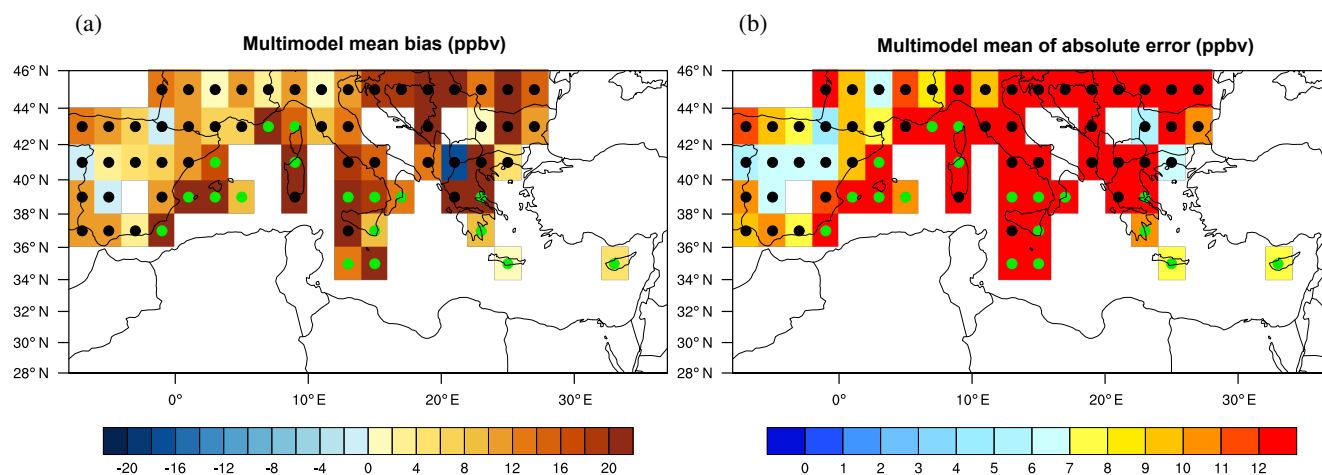 (a)
Multimodel mean bias (ppbv)
46° N
44° N
42° N
40° N
38° N
36° N
34° N
32° N
30° N
28° N
0° 10° E 20° E 30° E
-20 -16 -12 -8 -4 0 4 8 12 16 20
(b)
Multimodel mean of absolute error (ppbv)
46° N
44° N
42° N
40° N
38° N
36° N
34° N
32° N
30° N
28° N
0° 10° E 20° E 30° E
0 1 2 3 4 5 6 7 8 9 10 11 12